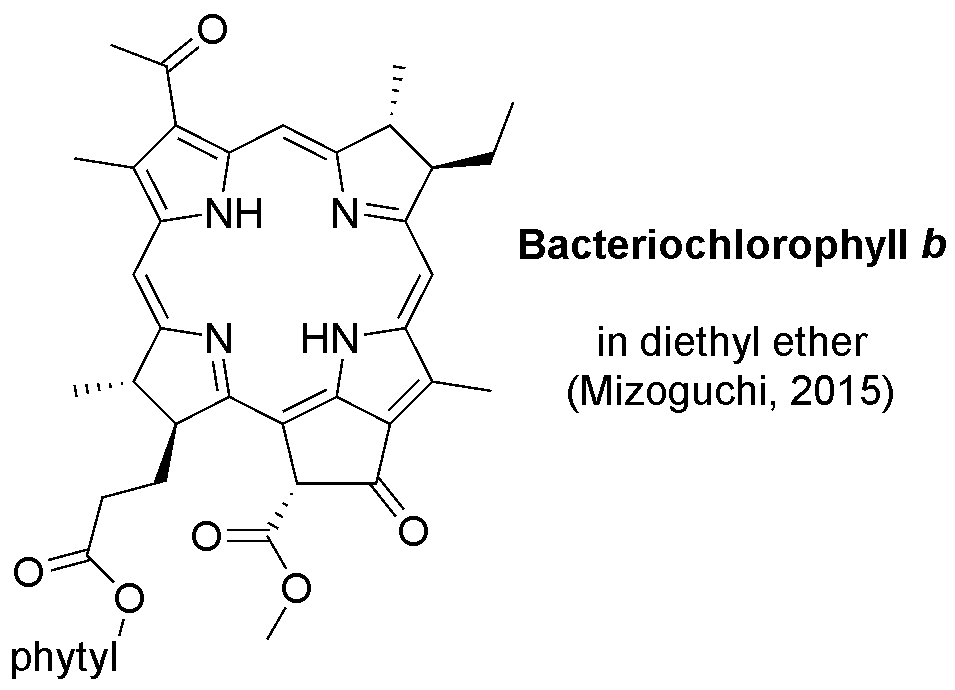 O
NH
N
Bacteriochlorophyll b
N
HN
in diethyl ether
(Mizoguchi, 2015)
O
O
O
O
O
O
phytyl